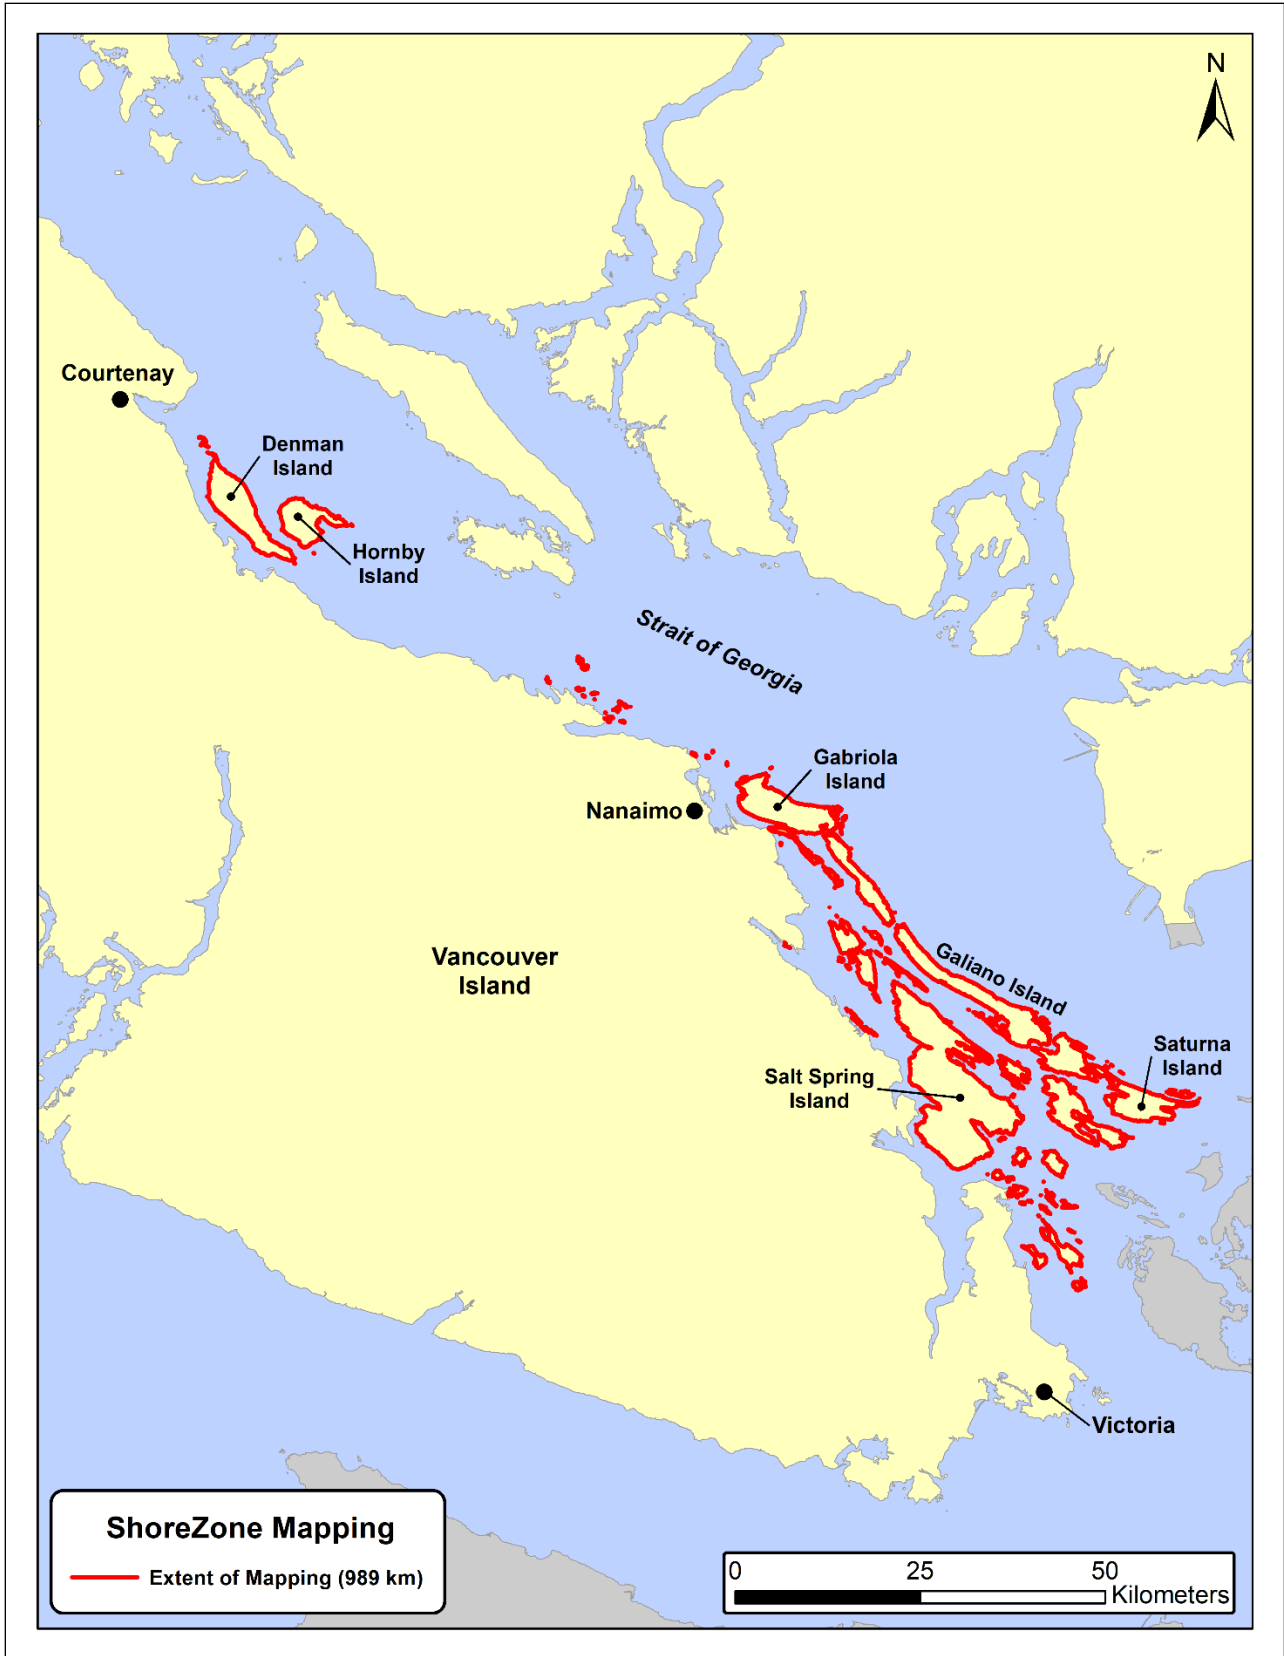 N
Courtenay
Denman
Island
Hornby
Island
Strait of Georgia
Gabriola
Island
Nanaimo
Vancouver
Island
Galiano Island
Saturna
Island
Salt Spring
Island
Victoria
ShoreZone Mapping
Extent of Mapping (989 km)
0 25 50
Kilometers